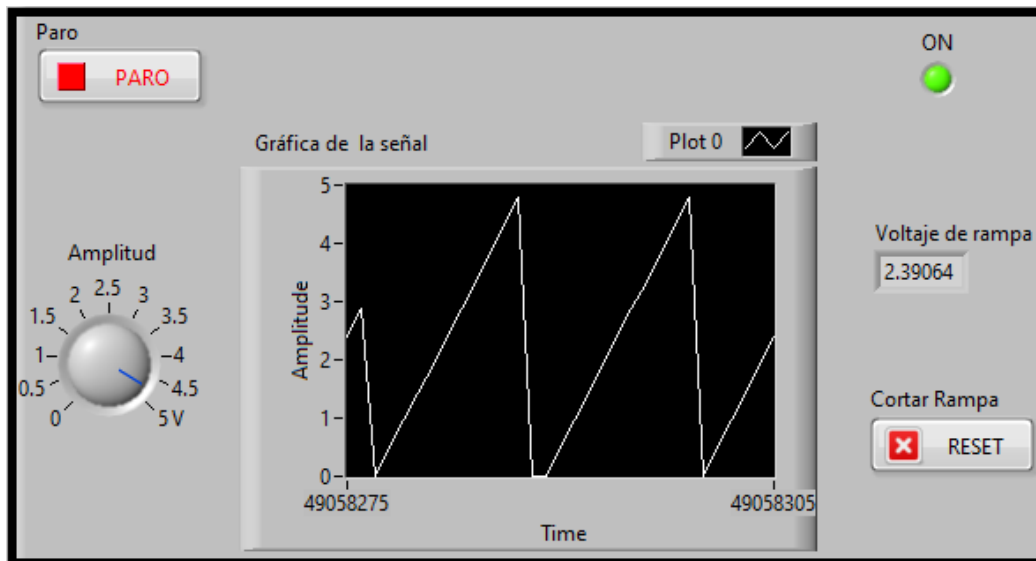 Paro
PARO
ON
Gráfica de  la señal
Plot 0
5
4
3
2
1
0
Amplitude
49058275
49058305
Time
Amplitud
0
0.5
1
1.5
2
2.5
3
3.5
4
4.5
5 V
Voltaje de rampa
2.39064
Cortar Rampa
RESET